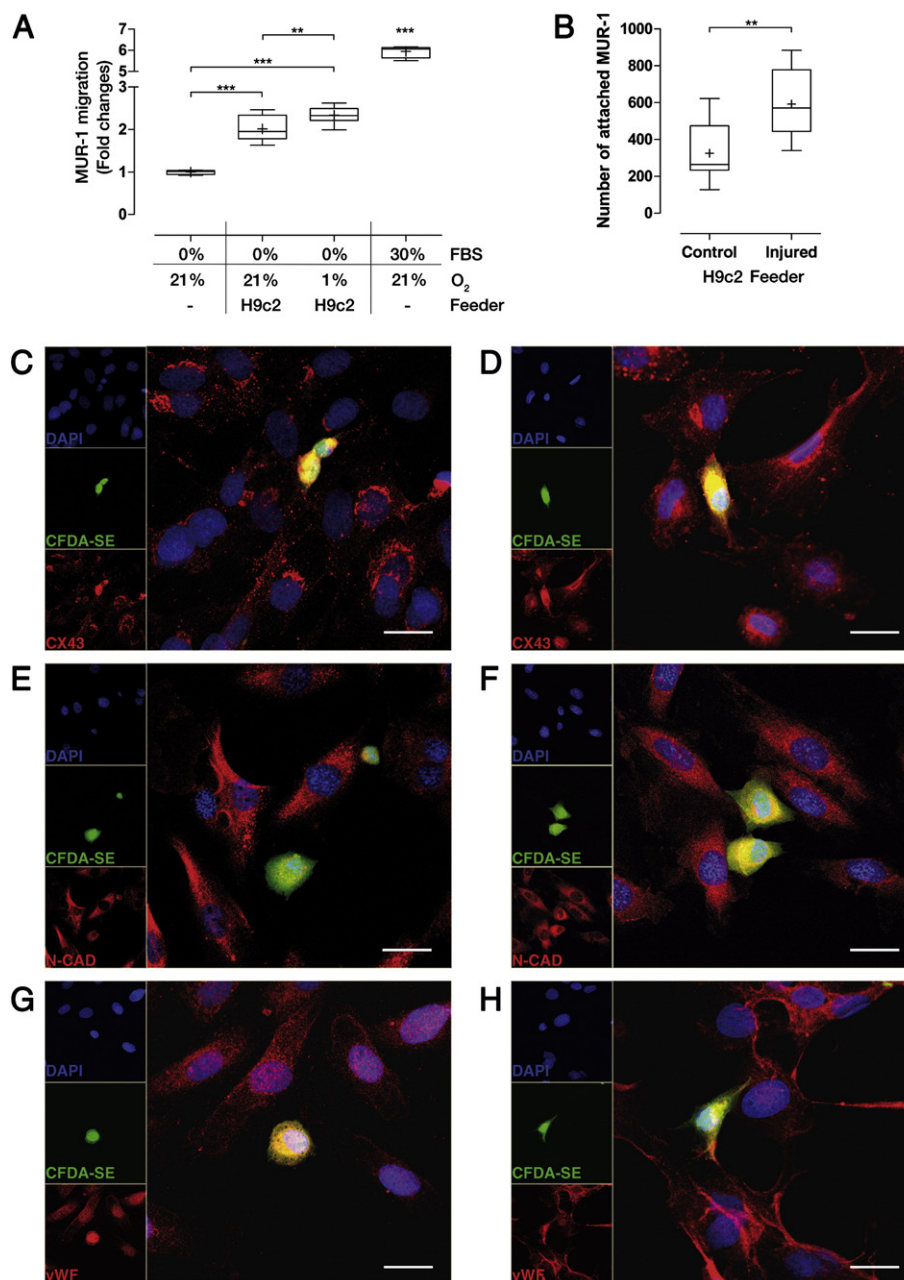 A
MUR-1 migration
(Fold changes)
7
6
5
2
1
0
**
***
***
***
0% 0% 0% 30% FBS
21% 21% 1% 21% O₂
- H9c2 H9c2 - Feeder
B
Number of attached MUR-1
1000
800
600
400
200
0
**
Control Injured
H9c2 Feeder
C
DAPI
CFDA-SE
CX43
D
DAPI
CFDA-SE
CX43
E
DAPI
CFDA-SE
N-CAD
F
DAPI
CFDA-SE
N-CAD
G
DAPI
CFDA-SE
vWF
H
DAPI
CFDA-SE
vWF